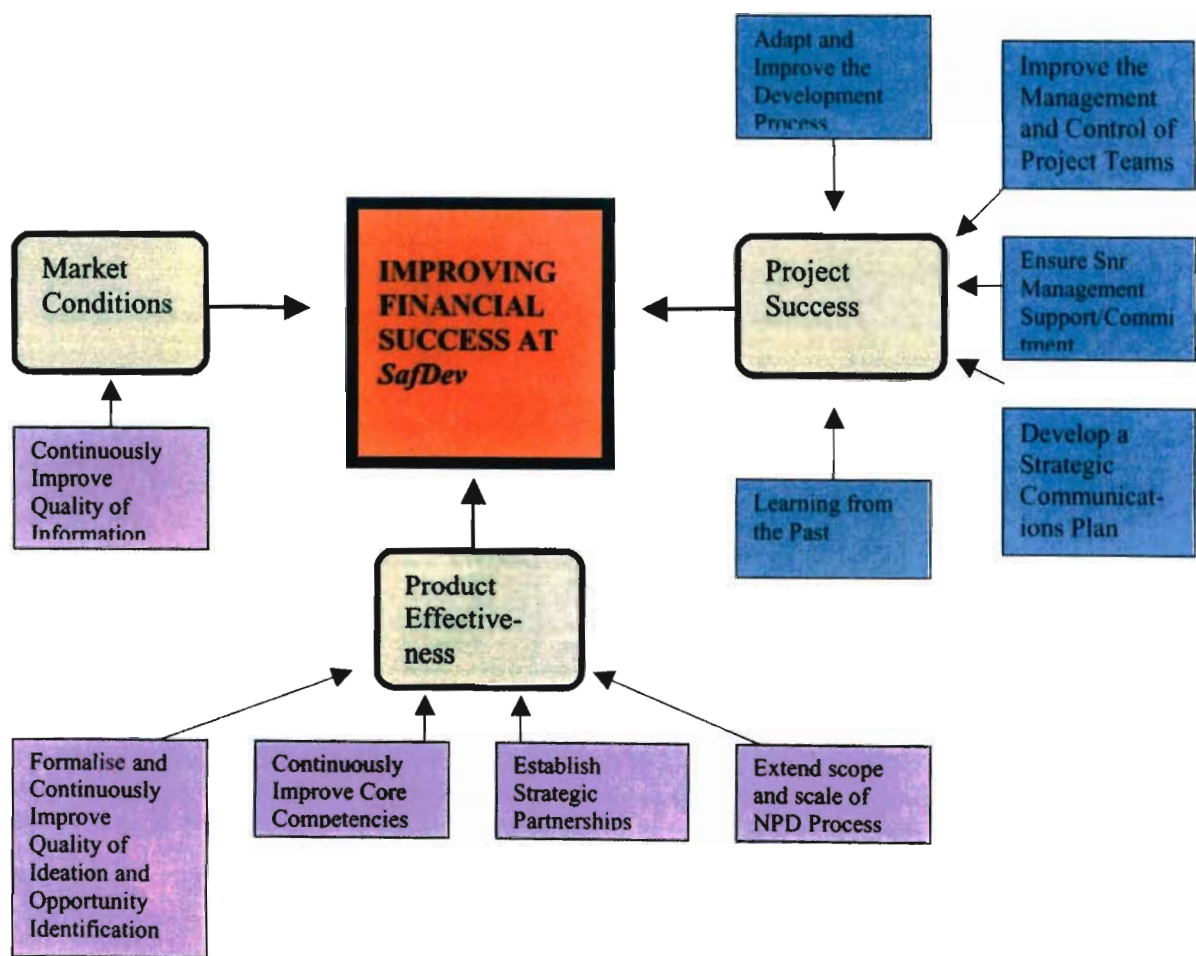 Adapt and
Improve the
Development
Process
Improve the
Management
and Control of
Project Teams
Market
Conditions
IMPROVING
FINANCIAL
SUCCESS AT
SafDev
Project
Success
Ensure Snr
Management
Support/Commi
tment
Continuously
Improve
Quality of
Information
Learning from
the Past
Develop a
Strategic
Communicat-
ions Plan
Product
Effective-
ness
Formalise and
Continuously
Improve
Quality of
Ideation and
Opportunity
Identification
Continuously
Improve Core
Competencies
Establish
Strategic
Partnerships
Extend scope
and scale of
NPD Process